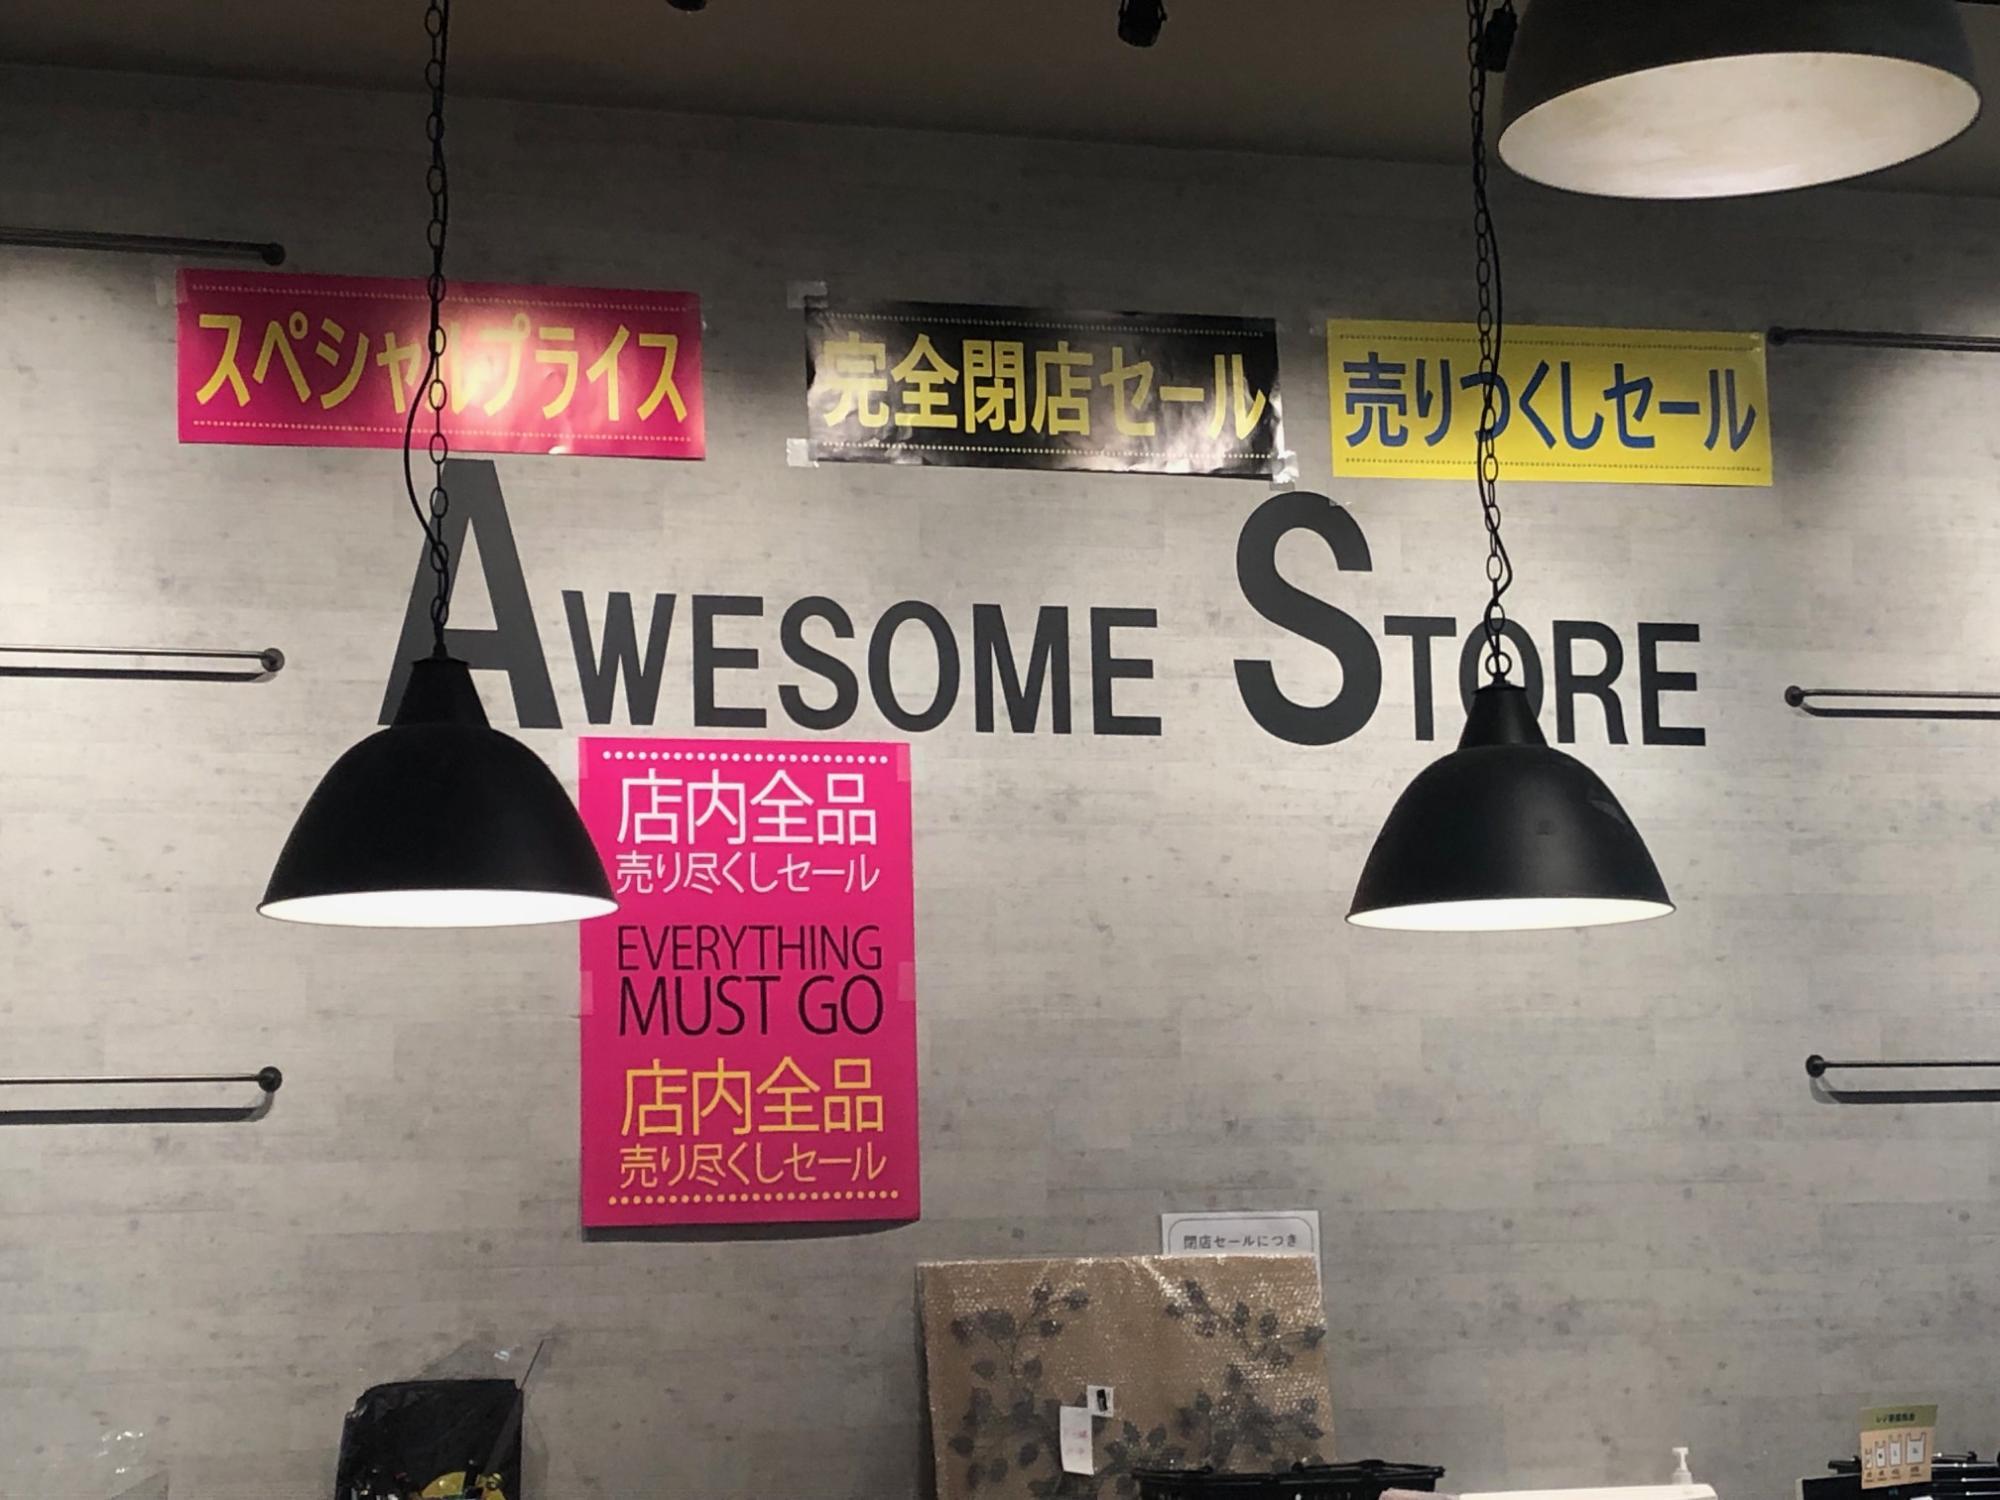 スペシャルプライス
完全閉店セール
売りつくしセール
AWESOME STORE
店内全品
売り尽くしセール
EVERYTHING
MUST GO
店内全品
売り尽くしセール
閉店セールにつき